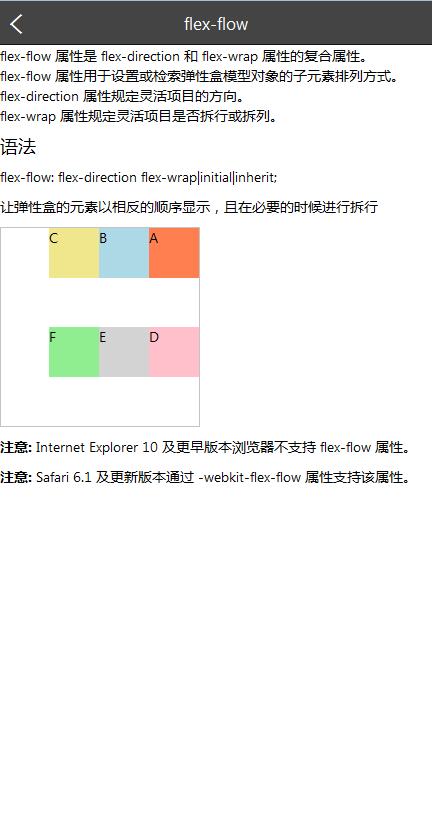 flex-flow
flex-flow 属性是 flex-direction 和 flex-wrap 属性的复合属性。
flex-flow 属性用于设置或检索弹性盒模型对象的子元素排列方式。
flex-direction 属性规定灵活项目的方向。
flex-wrap 属性规定灵活项目是否拆行或拆列。
语法
flex-flow: flex-direction flex-wrap|initial|inherit;
让弹性盒的元素以相反的顺序显示，且在必要的时候进行拆行
C B A
F E D
注意: Internet Explorer 10 及更早版本浏览器不支持 flex-flow 属性。
注意: Safari 6.1 及更新版本通过 -webkit-flex-flow 属性支持该属性。